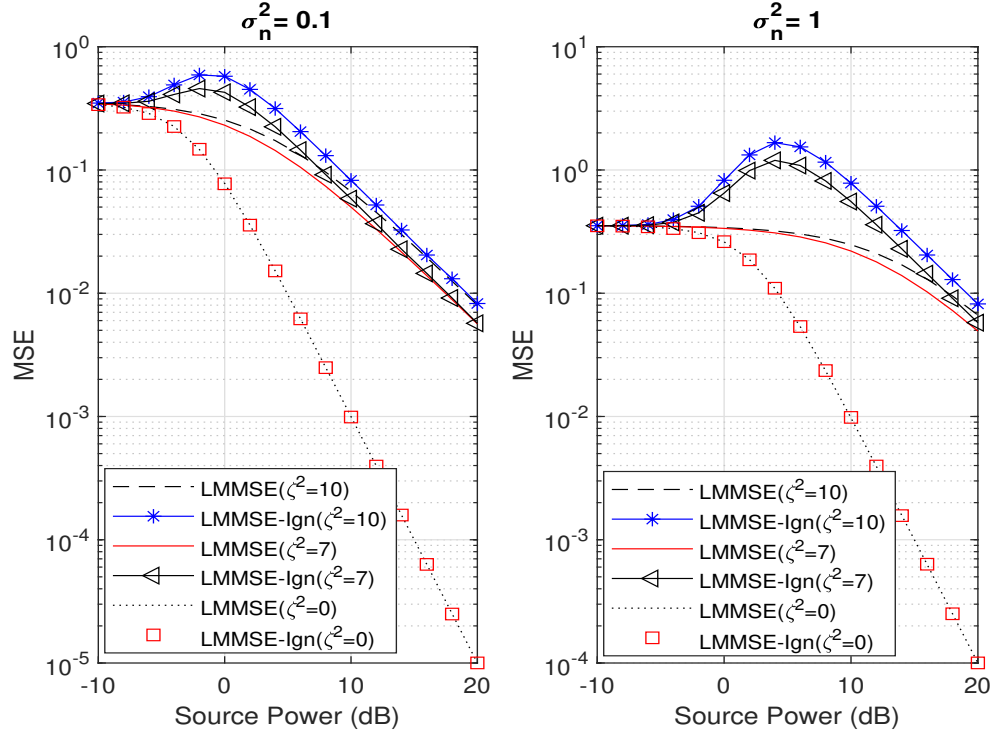 σn²= 0.1
10⁰
10⁻¹
10⁻²
10⁻³
10⁻⁴
10⁻⁵
MSE
LMMSE(ζ²=10)
LMMSE-Ign(ζ²=10)
LMMSE(ζ²=7)
LMMSE-Ign(ζ²=7)
LMMSE(ζ²=0)
LMMSE-Ign(ζ²=0)
-10 0 10 20
Source Power (dB)
σn²= 1
10¹
10⁰
10⁻¹
10⁻²
10⁻³
10⁻⁴
MSE
LMMSE(ζ²=10)
LMMSE-Ign(ζ²=10)
LMMSE(ζ²=7)
LMMSE-Ign(ζ²=7)
LMMSE(ζ²=0)
LMMSE-Ign(ζ²=0)
-10 0 10 20
Source Power (dB)